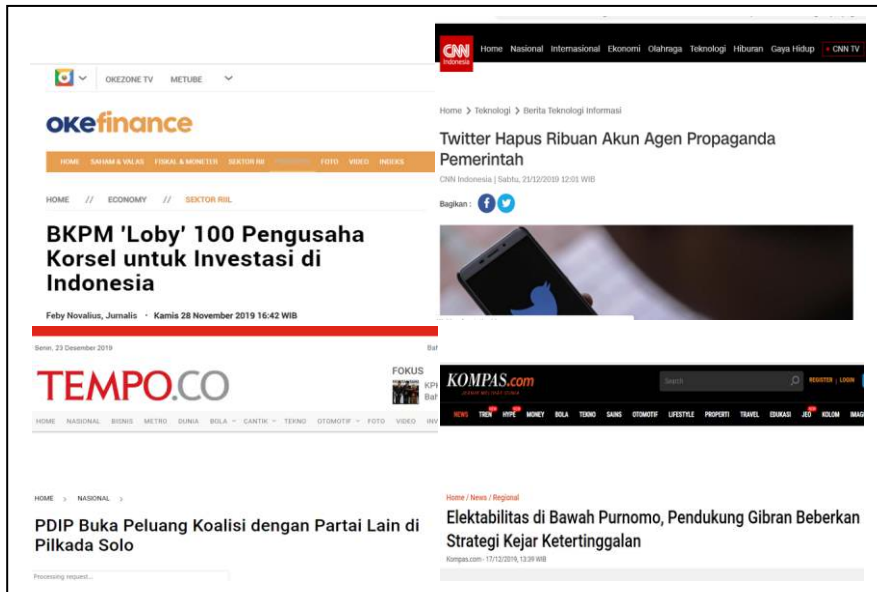 OKEZONE TV METUBE
okefinance
HOME SAHAM & VALAS FISKAL & MONETER SEKTOR RIIL FOTO VIDEO INDEKS
HOME // ECONOMY // SEKTOR RIIL
BKPM 'Loby' 100 Pengusaha
Korsel untuk Investasi di
Indonesia
Feby Novalius, Jurnalis · Kamis 28 November 2019 16:42 WIB
CNN
Indonesia
Home Nasional Internasional Ekonomi Olahraga Teknologi Hiburan Gaya Hidup CNN TV
Home > Teknologi > Berita Teknologi Informasi
Twitter Hapus Ribuan Akun Agen Propaganda
Pemerintah
CNN Indonesia | Sabtu, 21/12/2019 12:01 WIB
Bagikan :
Senin, 23 Desember 2019
TEMPO.CO
FOKUS
HOME NASIONAL BISNIS METRO DUNIA BOLA CANTIK TEKNO OTOMOTIF FOTO VIDEO
HOME > NASIONAL >
PDIP Buka Peluang Koalisi dengan Partai Lain di
Pilkada Solo
Processing request...
KOMPAS.com
JERNIH MELIHAT DUNIA
Search
REGISTER | LOGIN
NEWS TREN HYPE MONEY BOLA TEKNO SAINS OTOMOTIF LIFESTYLE PROPERTI TRAVEL EDUKASI JEO KOLOM IMAG
Home / News / Regional
Elektabilitas di Bawah Purnomo, Pendukung Gibran Beberkan
Strategi Kejar Ketertinggalan
Kompas.com - 17/12/2019, 13:39 WIB